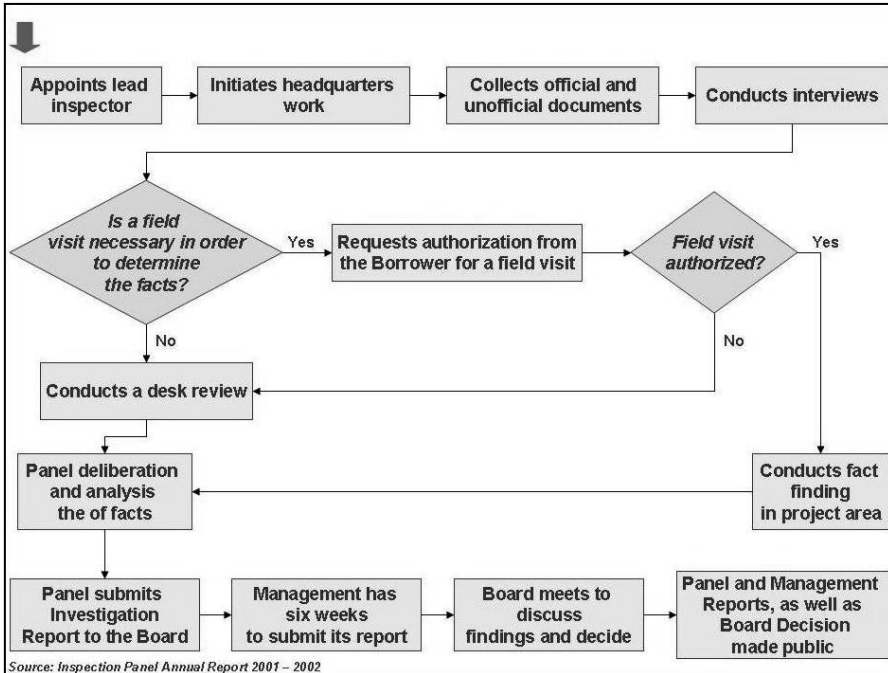 Appoints lead
inspector
Initiates headquarters
work
Collects official and
unofficial documents
Conducts interviews
Is a field
visit necessary in order
to determine
the facts?
Yes
Requests authorization from
the Borrower for a field visit
Field visit
authorized?
Yes
No
No
Conducts a desk review
Panel deliberation
and analysis
the of facts
Conducts fact
finding
in project area
Panel submits
Investigation
Report to the Board
Management has
six weeks
to submit its report
Board meets to
discuss
findings and decide
Panel and Management
Reports, as well as
Board Decision
made public
Source: Inspection Panel Annual Report 2001 – 2002